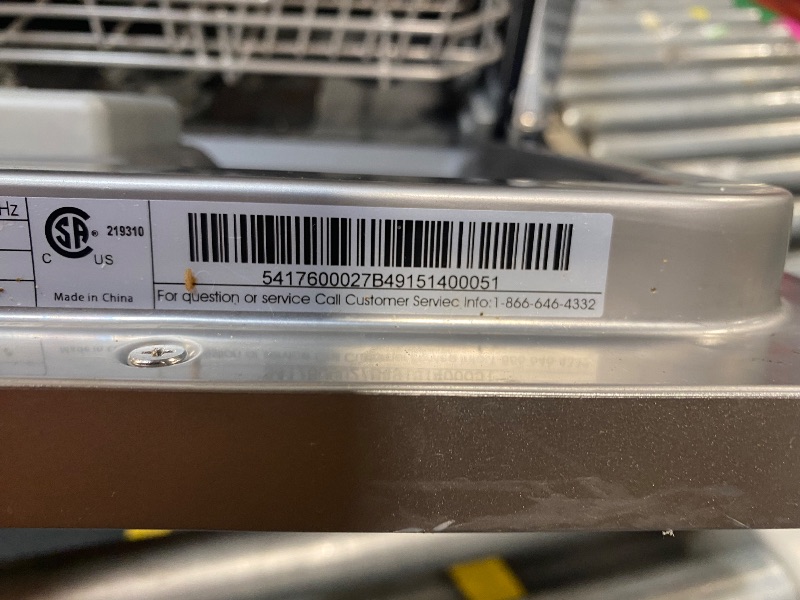 Hz
CSA® 219310
C US
Made in China
5417600027B49151400051
For question or service Call Customer Serviec Info:1-866-646-4332